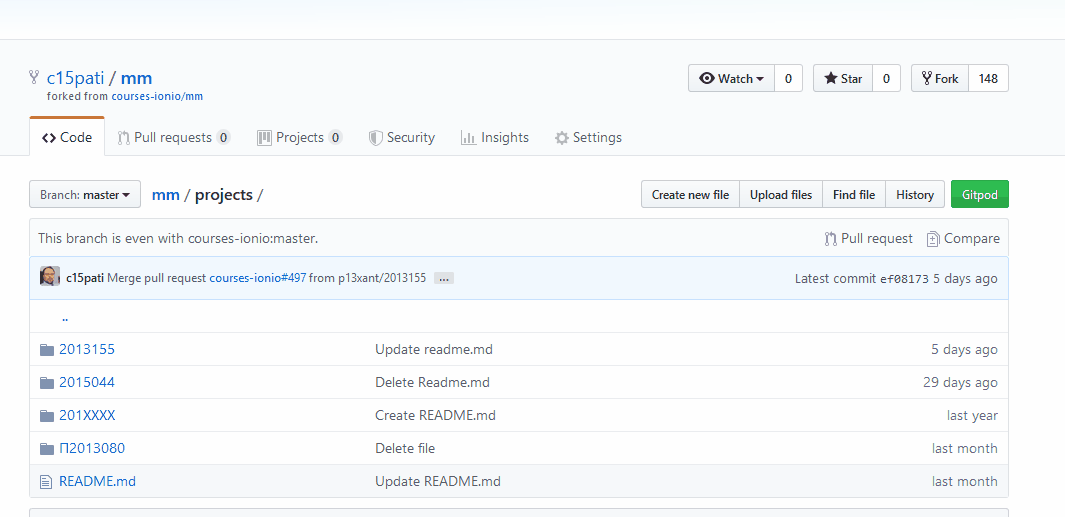 c15pati / mm
Watch 0 Star 0 Fork 148
forked from courses-ionio/mm
Code Pull requests 0 Projects 0 Security Insights Settings
Branch: master mm / projects / Create new file Upload files Find file History Gitpod
This branch is even with courses-ionio:master. Pull request Compare
c15pati Merge pull request courses-ionio#497 from p13xant/2013155 ... Latest commit ef08173 5 days ago
..
2013155 Update readme.md 5 days ago
2015044 Delete Readme.md 29 days ago
201XXXX Create README.md last year
Π2013080 Delete file last month
README.md Update README.md last month